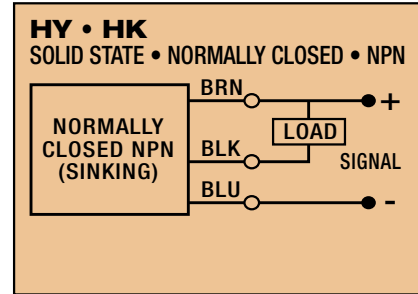 HY • HK
SOLID STATE • NORMALLY CLOSED • NPN
BRN
+
NORMALLY
CLOSED NPN
(SINKING)
LOAD
BLK
SIGNAL
BLU
-